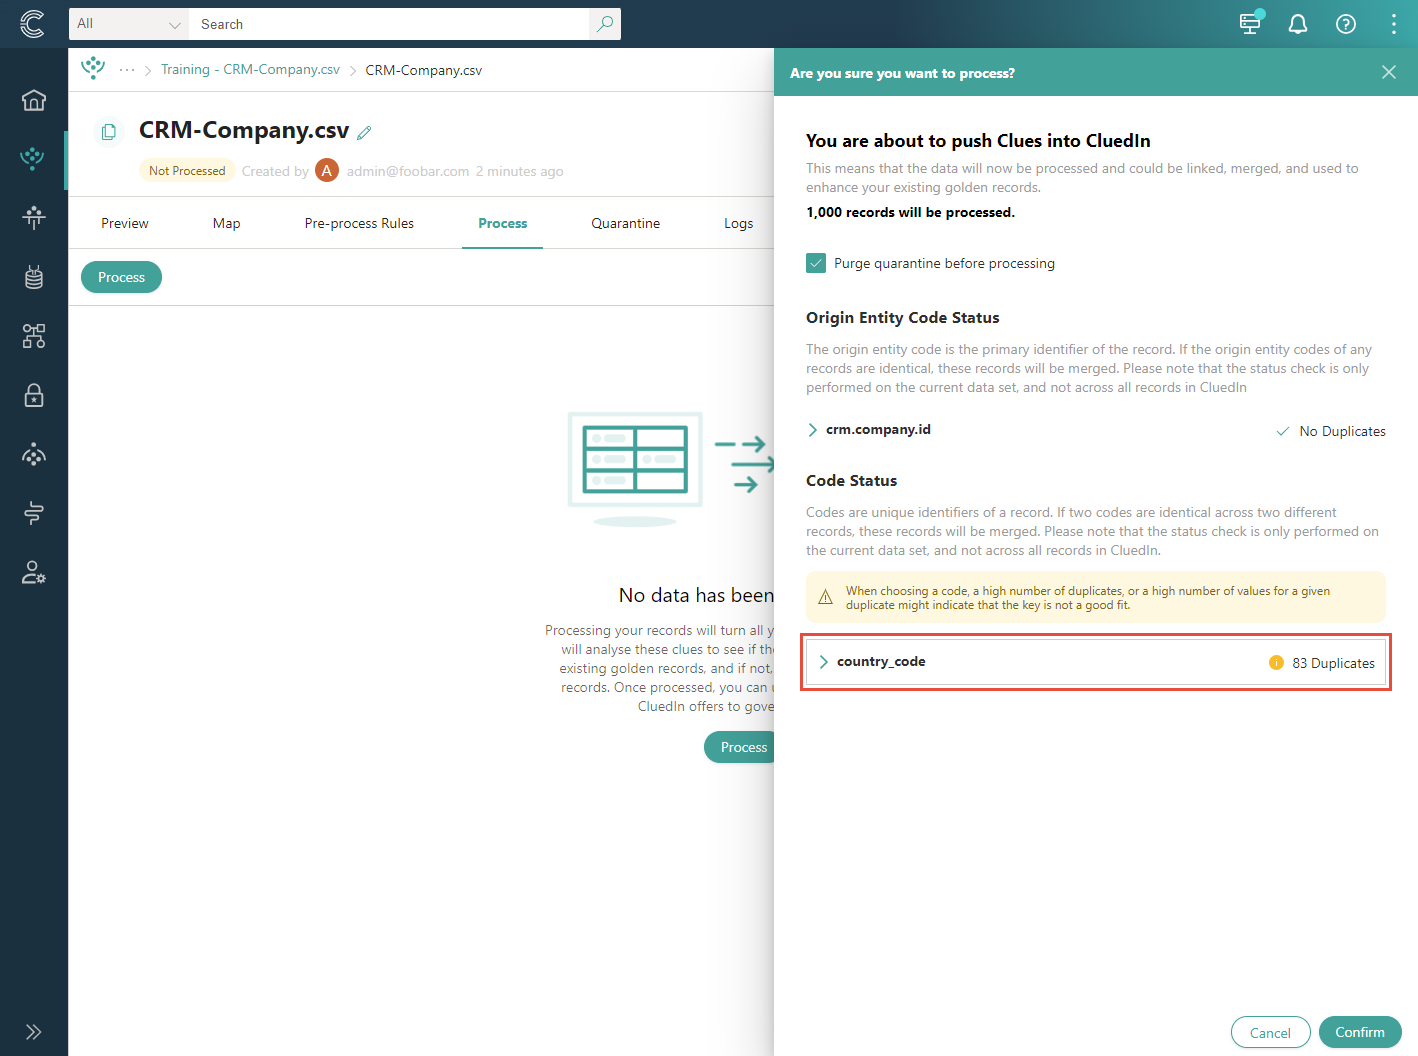 All
Search
··· Training - CRM-Company.csv CRM-Company.csv
CRM-Company.csv
Not Processed Created by A admin@foobar.com 2 minutes ago
Preview Map Pre-process Rules Process Quarantine Logs
Process
No data has been
Processing your records will turn all y
will analyse these clues to see if the
existing golden records, and if not,
records. Once processed, you can u
CluedIn offers to gove
Process
Are you sure you want to process?
You are about to push Clues into CluedIn
This means that the data will now be processed and could be linked, merged, and used to
enhance your existing golden records.
1,000 records will be processed.
Purge quarantine before processing
Origin Entity Code Status
The origin entity code is the primary identifier of the record. If the origin entity codes of any
records are identical, these records will be merged. Please note that the status check is only
performed on the current data set, and not across all records in CluedIn
crm.company.id No Duplicates
Code Status
Codes are unique identifiers of a record. If two codes are identical across two different
records, these records will be merged. Please note that the status check is only performed on
the current data set, and not across all records in CluedIn.
When choosing a code, a high number of duplicates, or a high number of values for a given
duplicate might indicate that the key is not a good fit.
country_code 83 Duplicates
Cancel Confirm